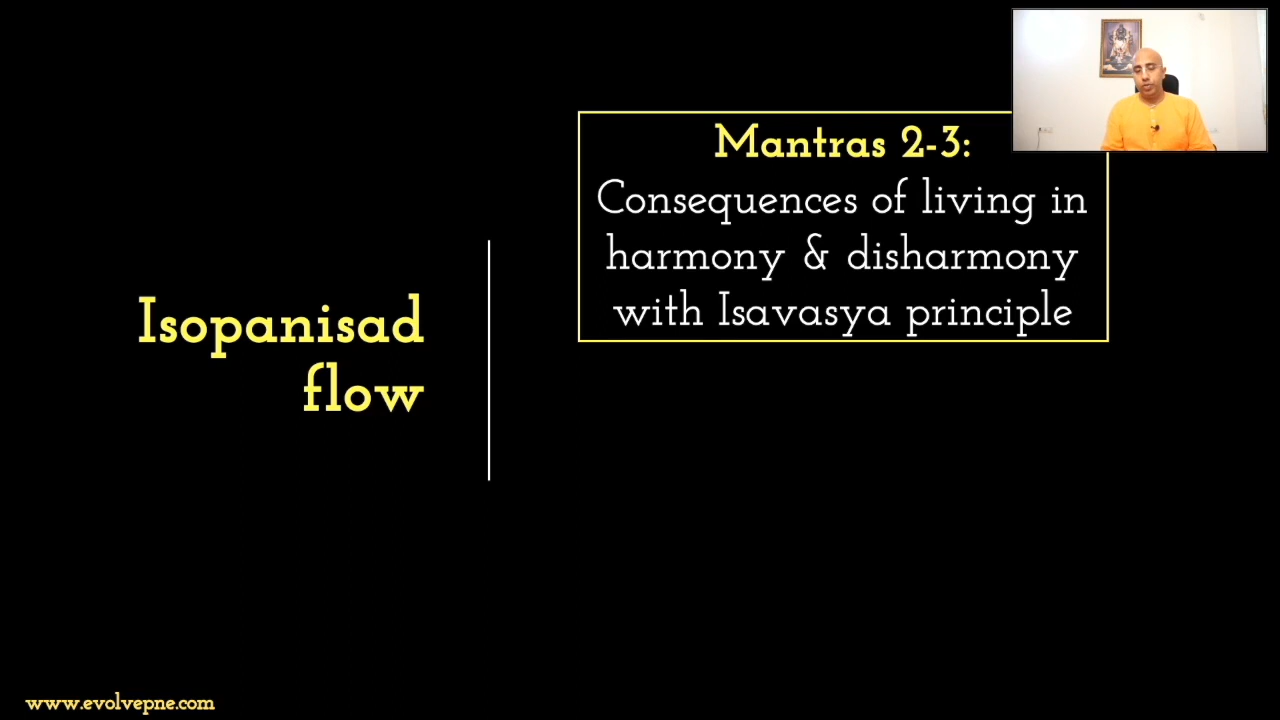 Isopanisad
flow
Mantras 2-3:
Consequences of living in
harmony & disharmony
with Isavasya principle
www.evolvepne.com